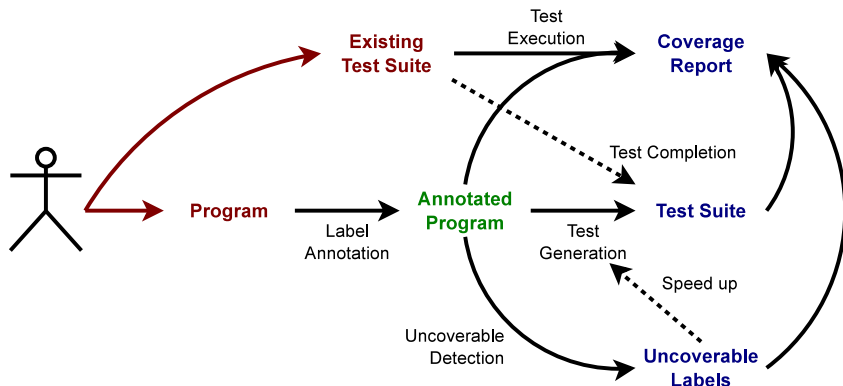 Test
Execution
Existing
Test Suite
Coverage
Report
Test Completion
Program
Label
Annotation
Annotated
Program
Test
Generation
Test Suite
Speed up
Uncoverable
Detection
Uncoverable
Labels